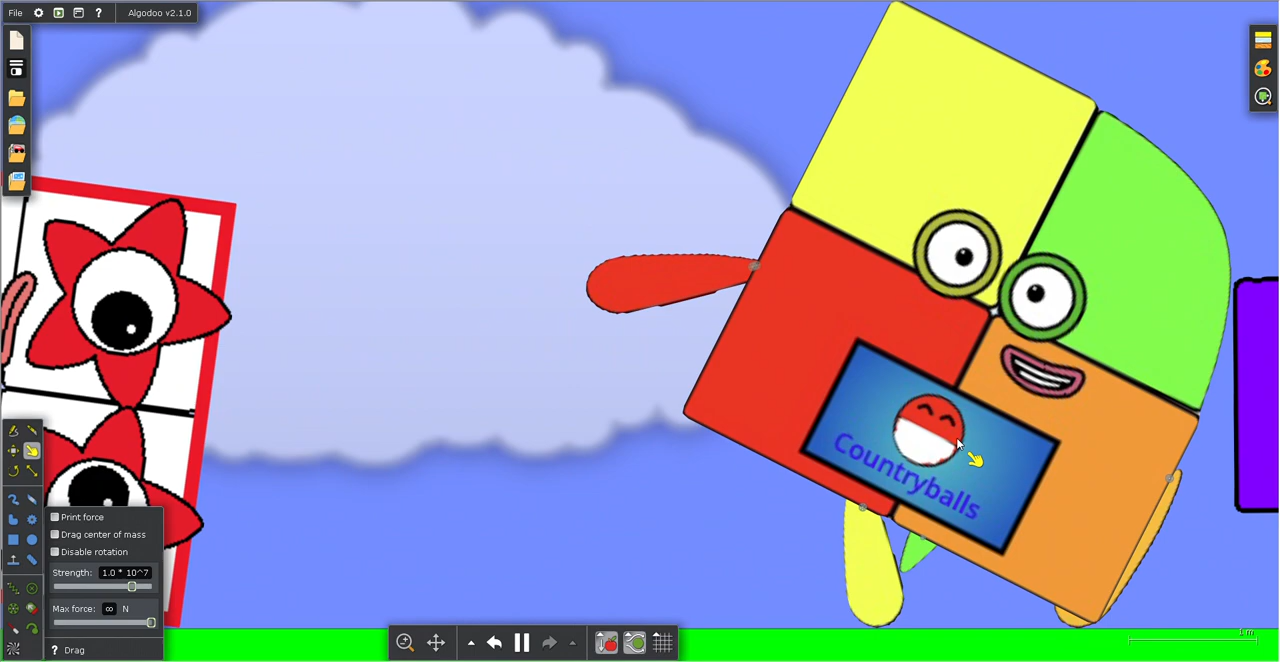 File
?
Algodoo v2.1.0
Countryballs
Print force
Drag center of mass
Disable rotation
Strength: 1.0 * 10^7
Max force: ∞ N
? Drag
1 m